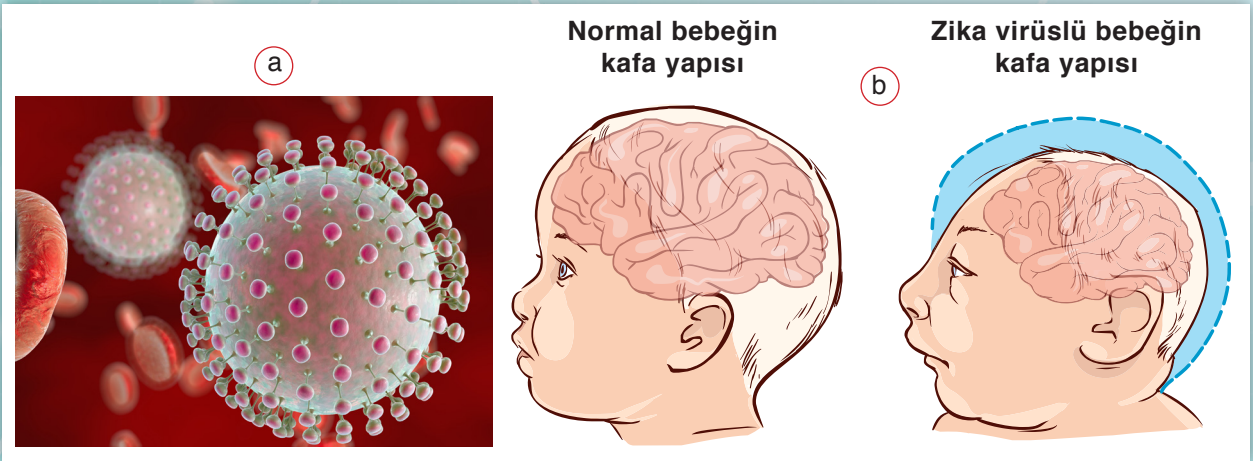 a
Normal bebeğin
kafa yapısı
b
Zika virüslü bebeğin
kafa yapısı